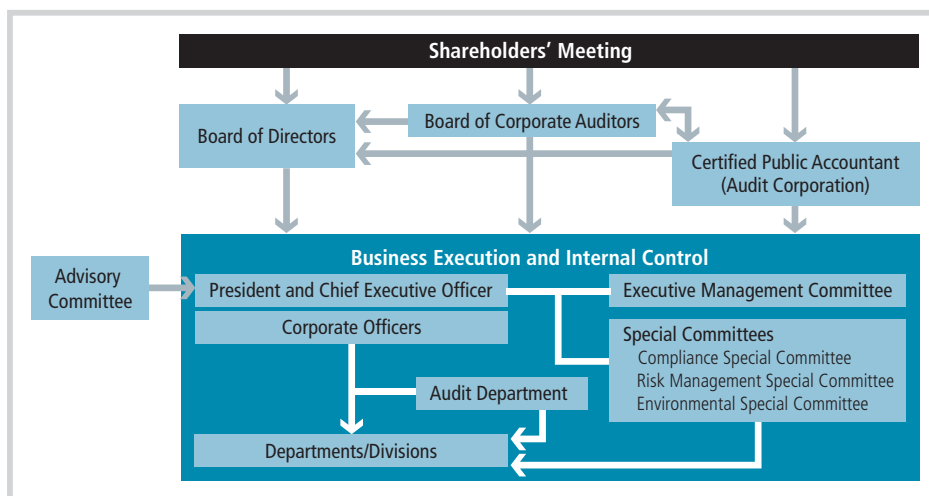 Shareholders' Meeting
Board of Directors
Board of Corporate Auditors
Certified Public Accountant
(Audit Corporation)
Business Execution and Internal Control
Advisory
Committee
President and Chief Executive Officer
Executive Management Committee
Corporate Officers
Special Committees
Compliance Special Committee
Risk Management Special Committee
Environmental Special Committee
Audit Department
Departments/Divisions